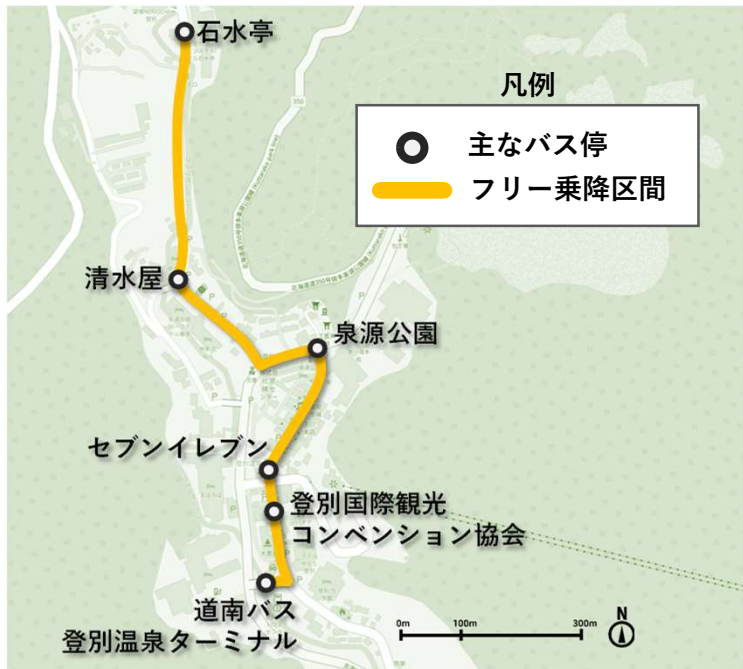 石水亭
凡例
主なバス停
フリー乗降区間
350
清水屋
泉源公園
セブンイレブン
登別国際観光
コンベンション協会
道南バス
登別温泉ターミナル
0m 100m 300m
N